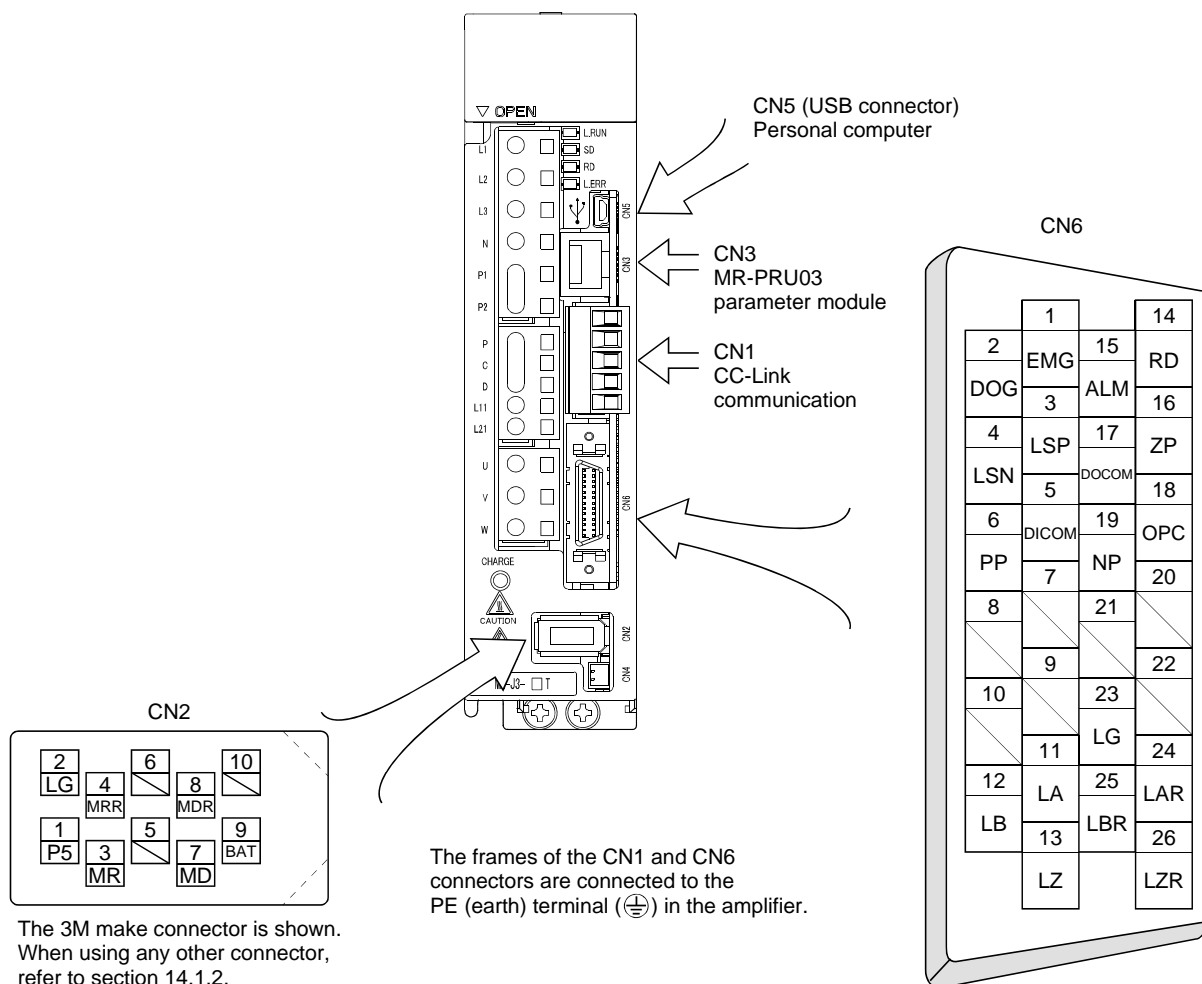 ▽ OPEN
L1
L2
L3
N
P1
P2
P
C
D
L11
L21
U
V
W
L.RUN
SD
RD
L.ERR
CN5
CN3
CN6
CHARGE
CAUTION
CN2
CN4
CN5 (USB connector)
Personal computer
CN3
MR-PRU03
parameter module
CN1
CC-Link
communication
CN6
1 14
2 15
EMG RD
DOG ALM
3 16
4 17
LSP ZP
LSN DOCOM
5 18
6 19
DICOM OPC
PP NP
7 20
8 21
9 22
10 23
LG
11 24
12 25
LA LAR
LB LBR
13 26
LZ LZR
CN2
2 6 10
LG 4 8
MRR MDR
1 5 9
P5 3 7 BAT
MR MD
The 3M make connector is shown.
When using any other connector,
refer to section 14.1.2.
The frames of the CN1 and CN6
connectors are connected to the
PE (earth) terminal ( ) in the amplifier.